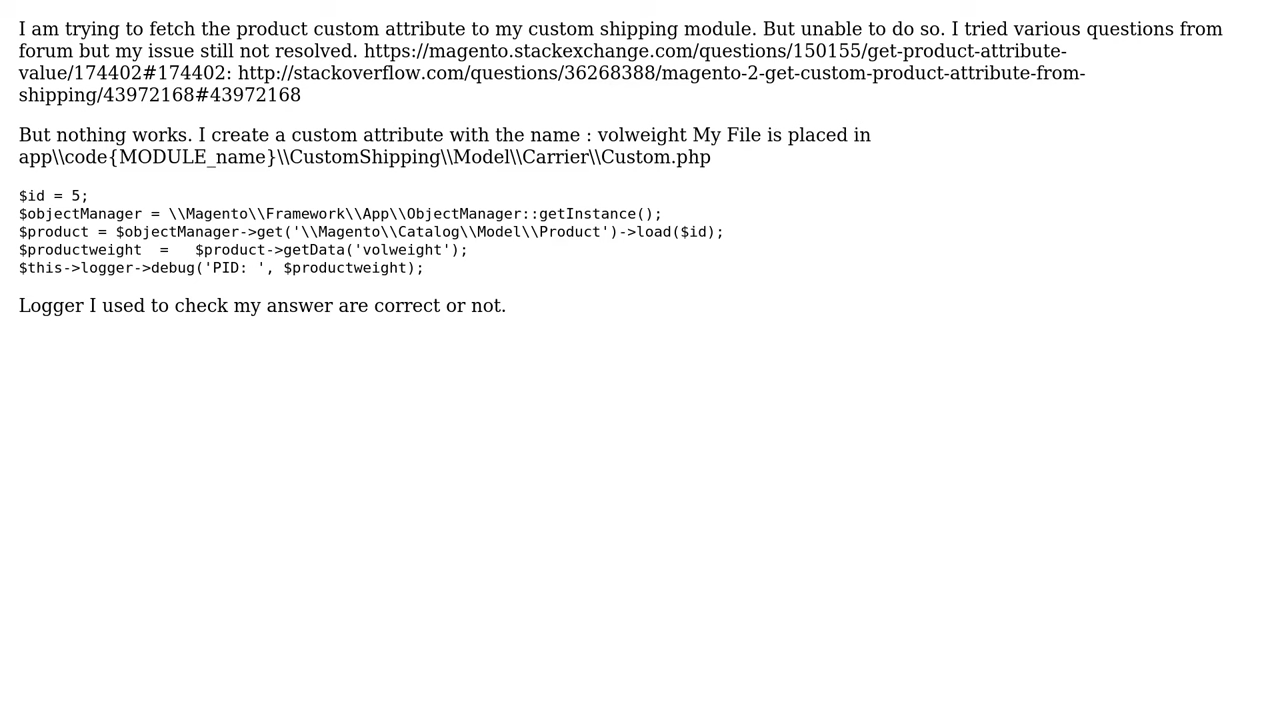 I am trying to fetch the product custom attribute to my custom shipping module. But unable to do so. I tried various questions from
forum but my issue still not resolved. https://magento.stackexchange.com/questions/150155/get-product-attribute-
value/174402#174402: http://stackoverflow.com/questions/36268388/magento-2-get-custom-product-attribute-from-
shipping/43972168#43972168
But nothing works. I create a custom attribute with the name : volweight My File is placed in
app\\code{MODULE_name}\\CustomShipping\\Model\\Carrier\\Custom.php
$id = 5;
$objectManager = \\Magento\\Framework\\App\\ObjectManager::getInstance();
$product = $objectManager->get('\\Magento\\Catalog\\Model\\Product')->load($id);
$productweight  =   $product->getData('volweight');
$this->logger->debug('PID: ', $productweight);
Logger I used to check my answer are correct or not.